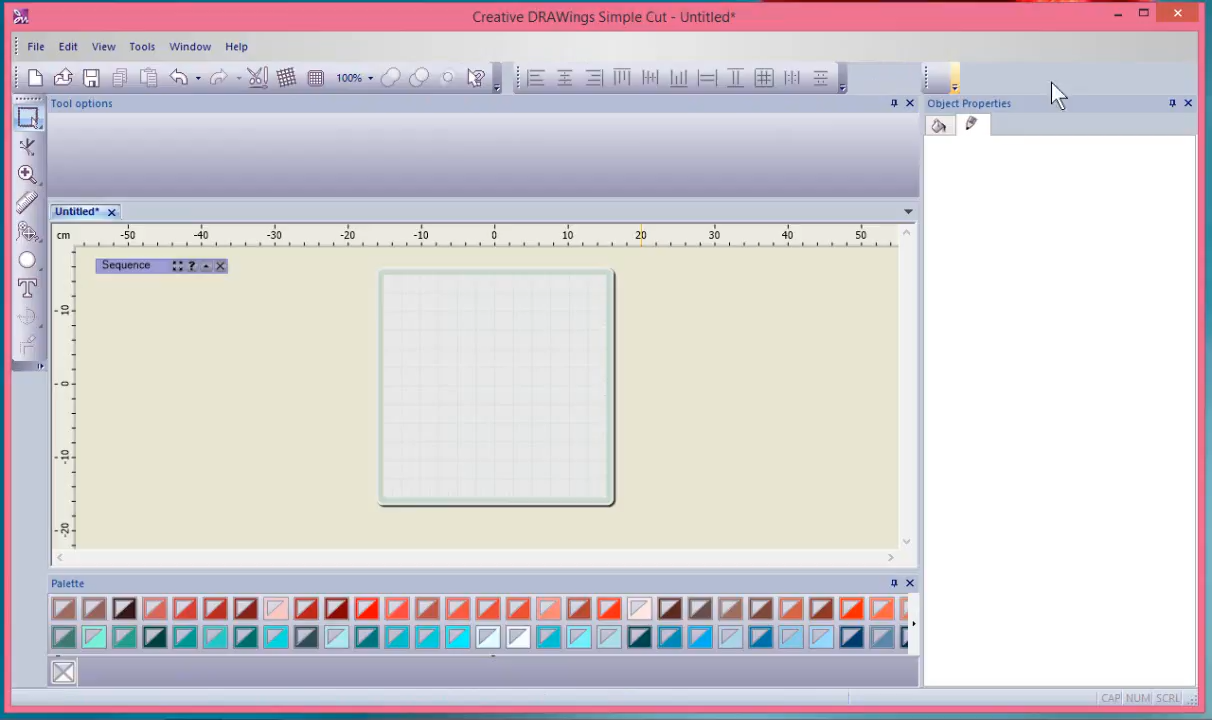 Creative DRAWings Simple Cut - Untitled*
File Edit View Tools Window Help
100%
Tool options
Object Properties
Untitled*
cm -50 -40 -30 -20 -10 0 10 20 30 40 50
Sequence
-10
0
-10
-20
Palette
CAP NUM SCRL